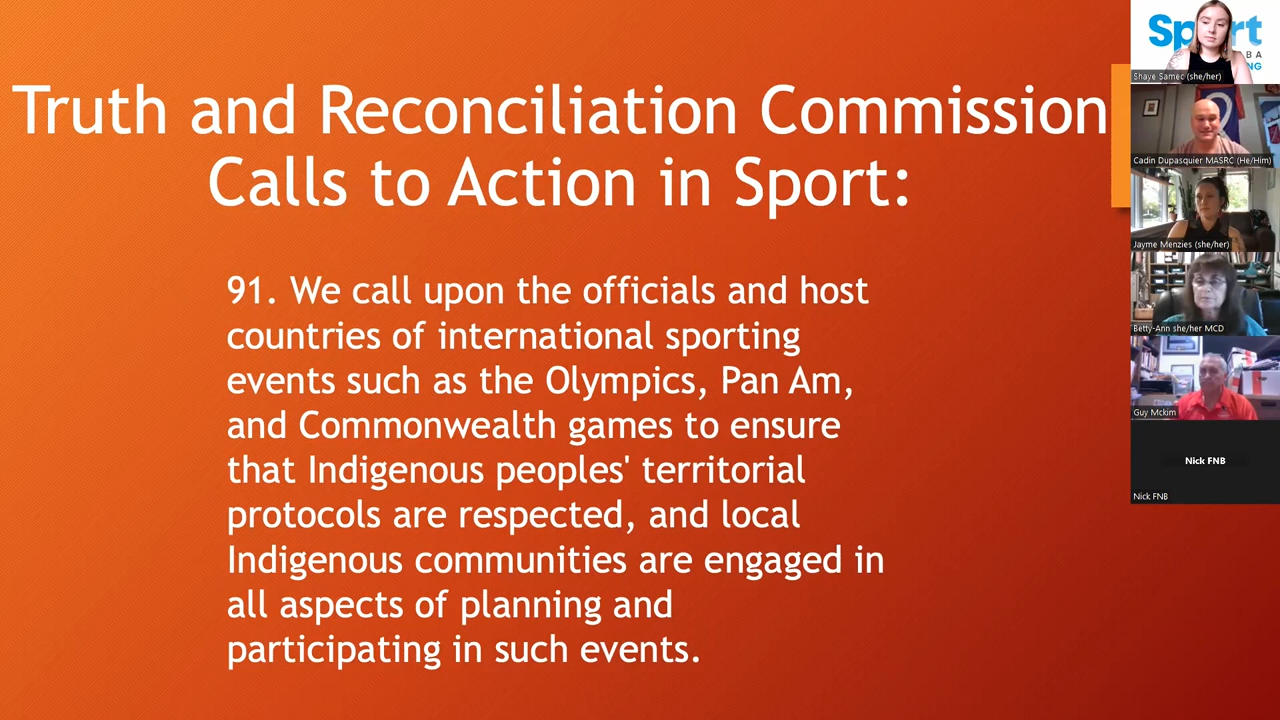 Truth and Reconciliation Commission
Calls to Action in Sport:
91. We call upon the officials and host
countries of international sporting
events such as the Olympics, Pan Am,
and Commonwealth games to ensure
that Indigenous peoples' territorial
protocols are respected, and local
Indigenous communities are engaged in
all aspects of planning and
participating in such events.
Shaye Samec (she/her)
Cadin Dupasquier MASRC (He/Him)
Jayme Menzies (she/her)
Betty-Ann she/her MCD
Guy Mckim
Nick FNB
Nick FNB